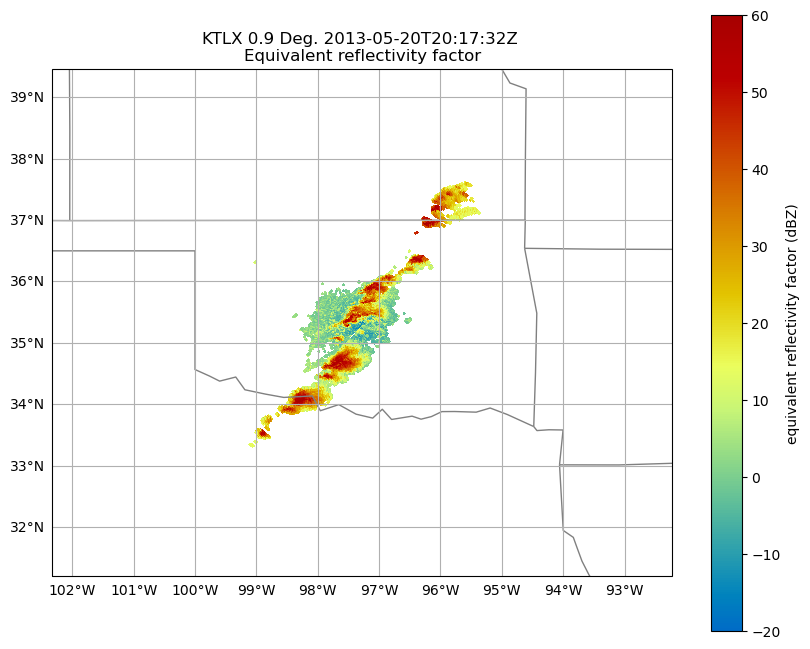 KTLX 0.9 Deg. 2013-05-20T20:17:32Z
Equivalent reflectivity factor
39°N
38°N
37°N
36°N
35°N
34°N
33°N
32°N
102°W 101°W 100°W 99°W 98°W 97°W 96°W 95°W 94°W 93°W
60
50
40
30
20
10
0
−10
−20
equivalent reflectivity factor (dBZ)